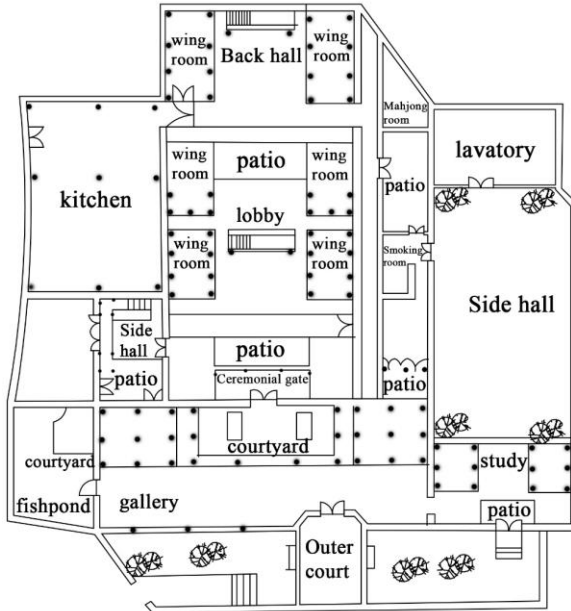 wing
room
Back hall
wing
room
Mahjong
room
lavatory
kitchen
wing
room
patio
wing
room
patio
lobby
wing
room
wing
room
Smoking
room
Side hall
Side
hall
patio
patio
Ceremonial gate
patio
courtyard
courtyard
study
fishpond
gallery
patio
Outer
court